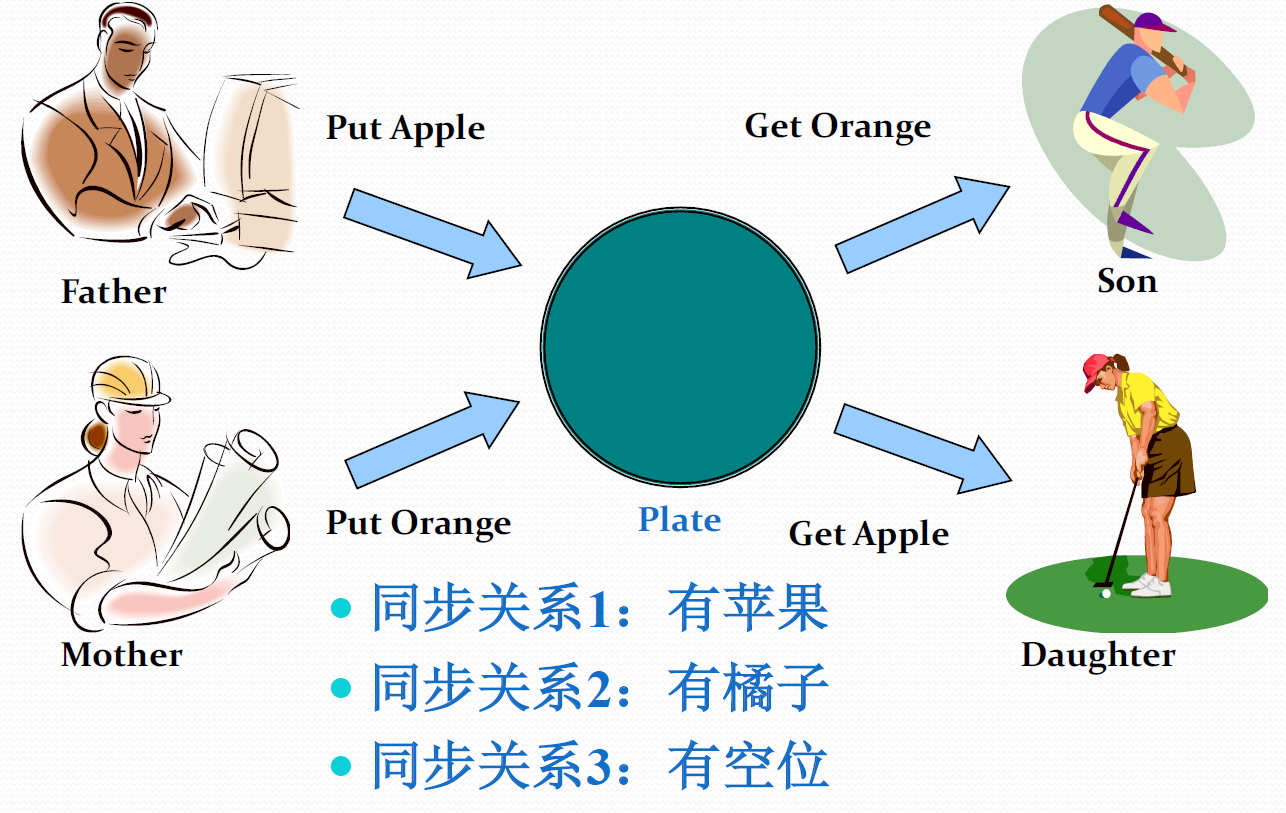 Put Apple
Get Orange
Father
Son
Put Orange
Plate
Get Apple
Mother
Daughter
同步关系1：有苹果
同步关系2：有橘子
同步关系3：有空位